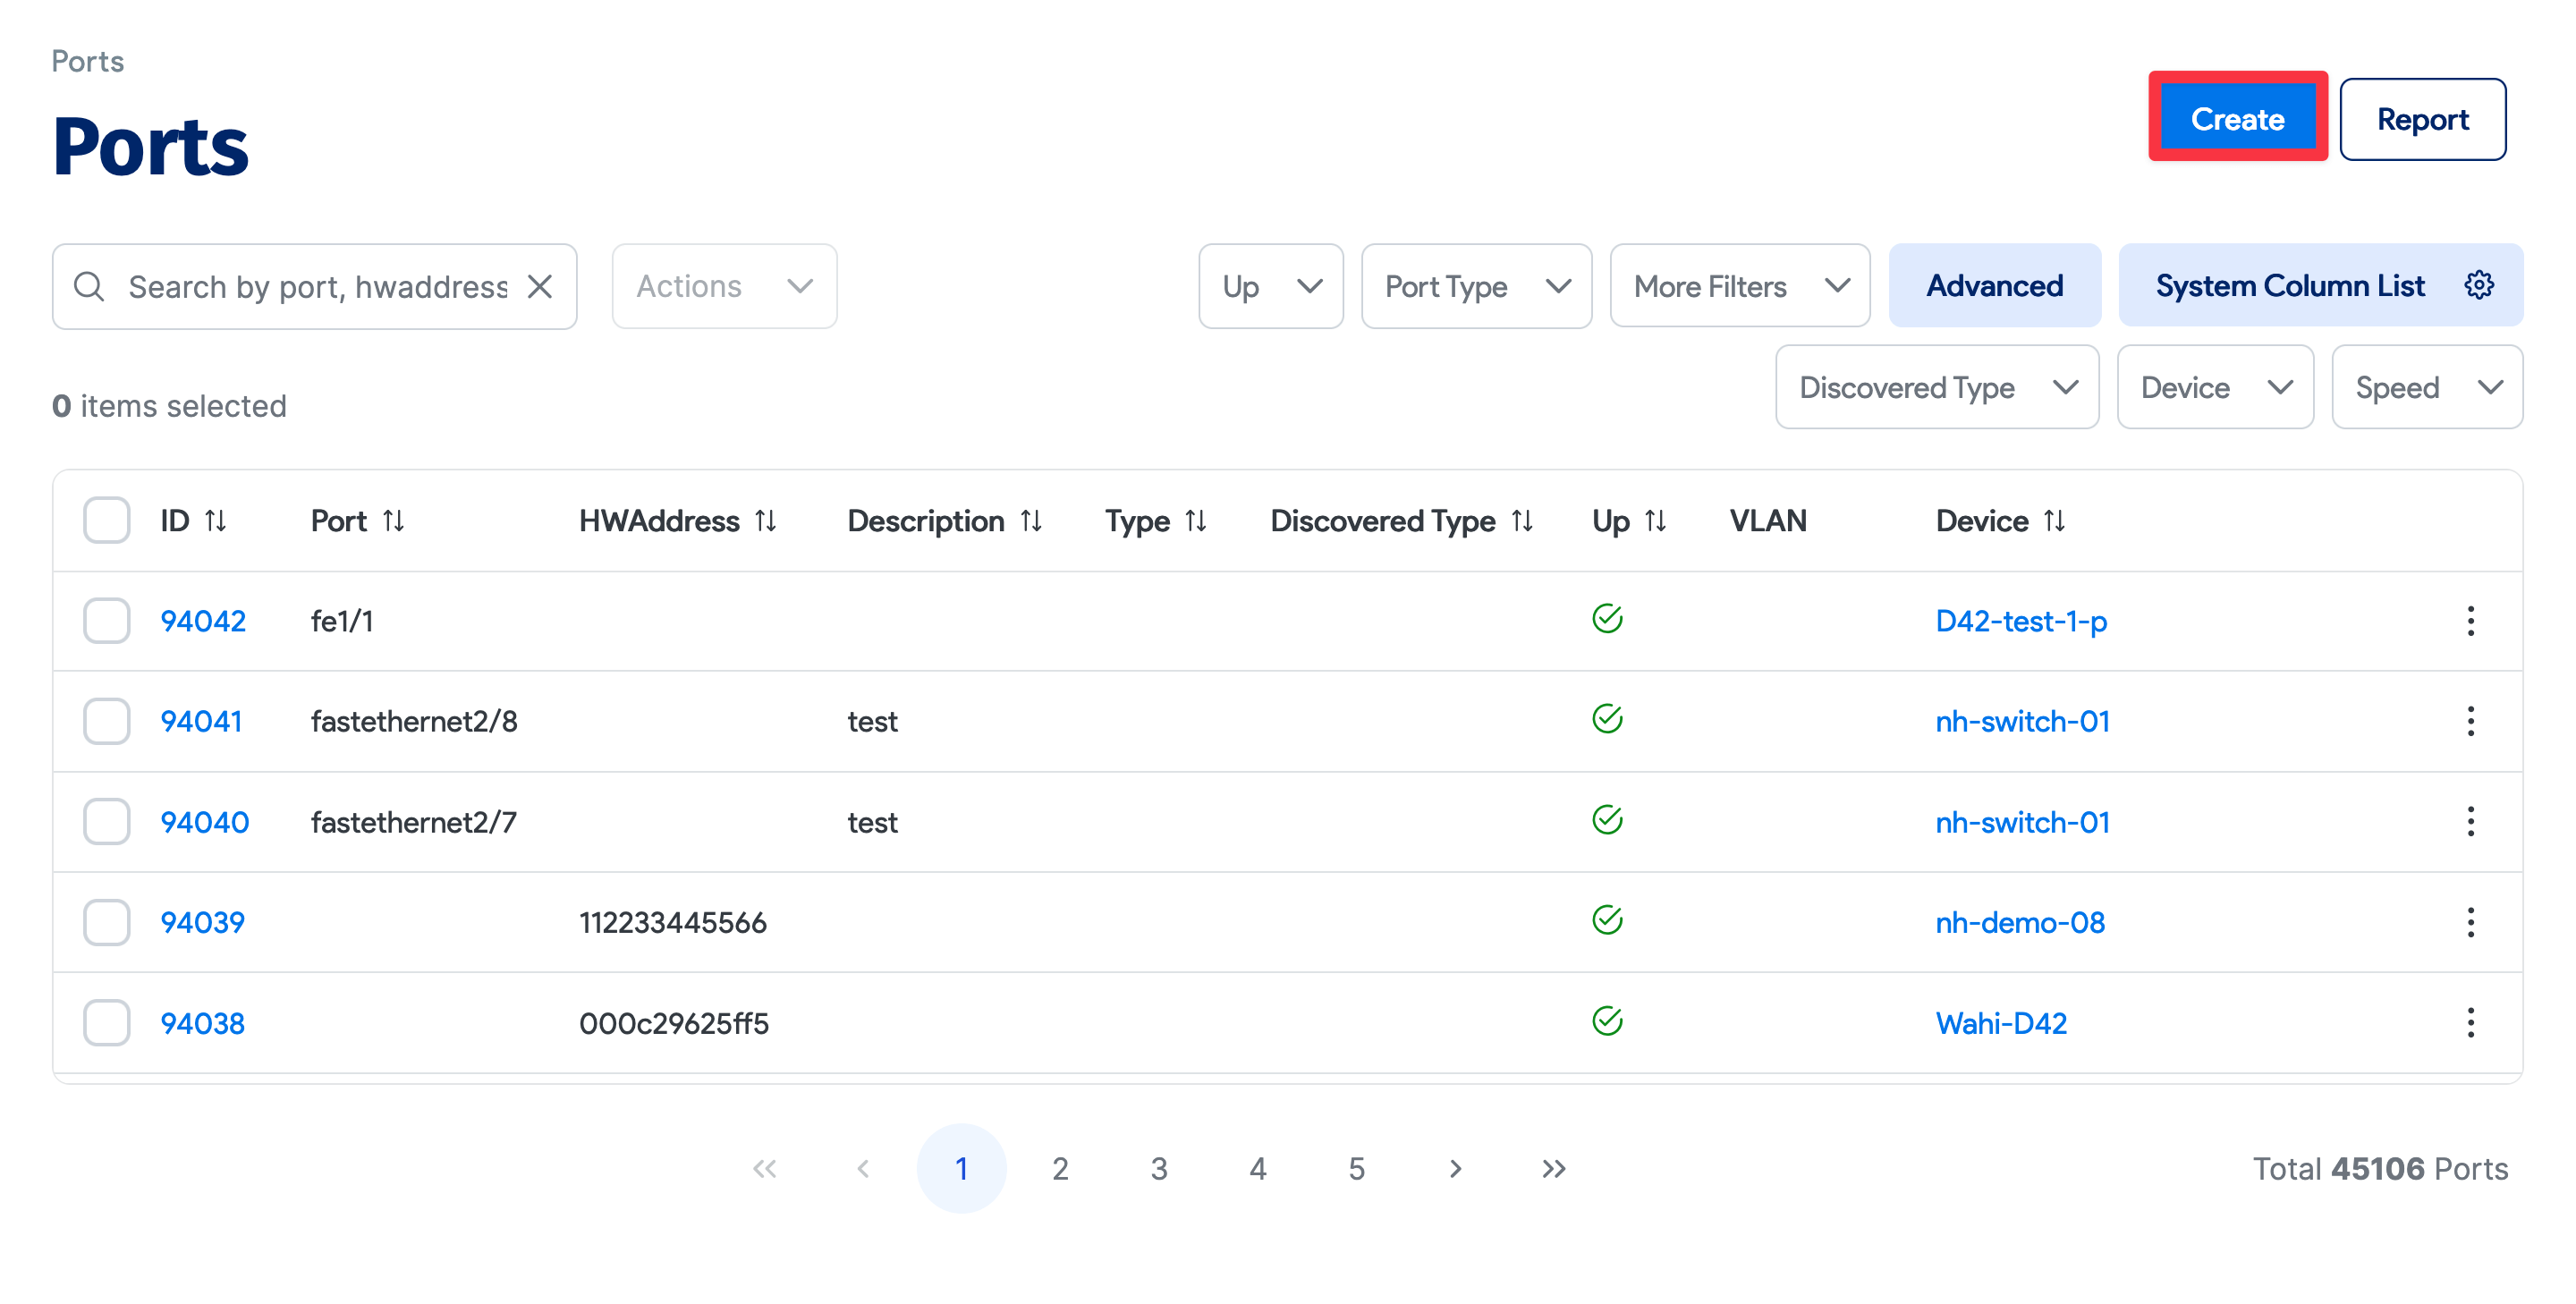 Ports
Ports
Create
Report
Search by port, hwaddress
Actions
Up
Port Type
More Filters
Advanced
System Column List
0 items selected
Discovered Type
Device
Speed
ID Port HWAddress Description Type Discovered Type Up VLAN Device
94042 fe1/1 D42-test-1-p
94041 fastethernet2/8 test nh-switch-01
94040 fastethernet2/7 test nh-switch-01
94039 112233445566 nh-demo-08
94038 000c29625ff5 Wahi-D42
1 2 3 4 5
Total 45106 Ports